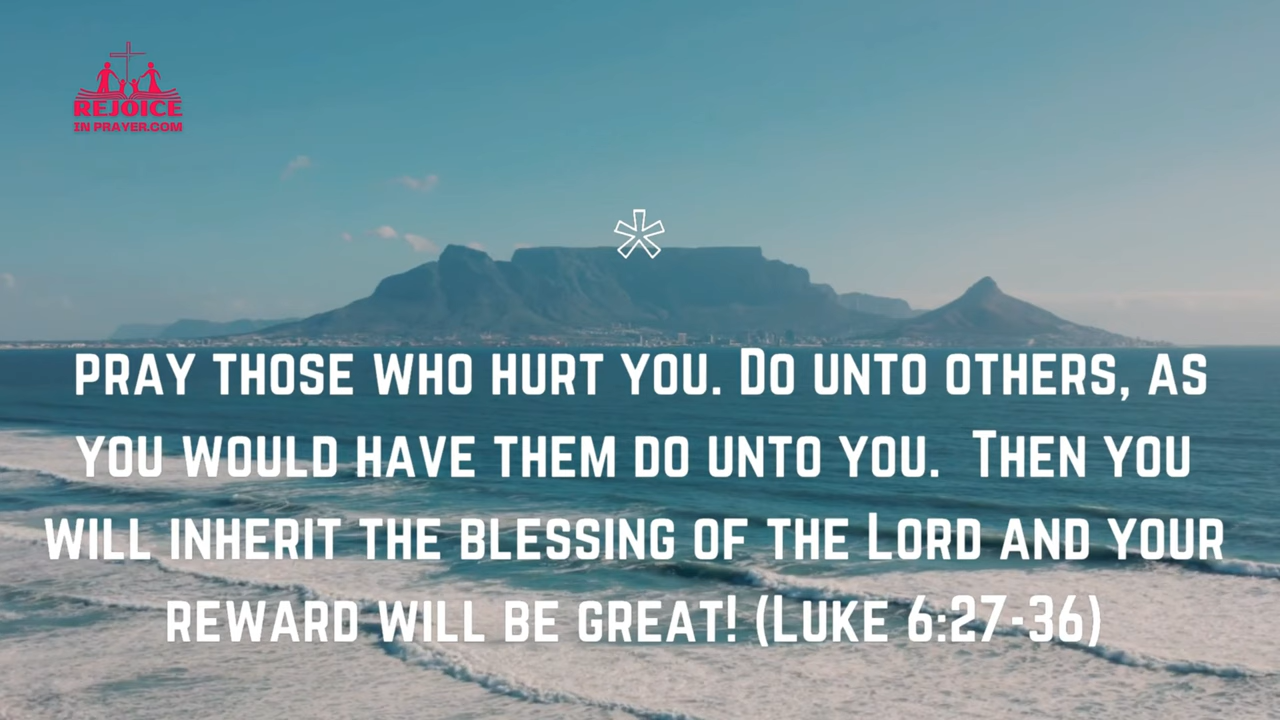 REJOICE
IN PRAYER.COM
PRAY THOSE WHO HURT YOU. DO UNTO OTHERS, AS
YOU WOULD HAVE THEM DO UNTO YOU. THEN YOU
WILL INHERIT THE BLESSING OF THE LORD AND YOUR
REWARD WILL BE GREAT! (LUKE 6:27-36)